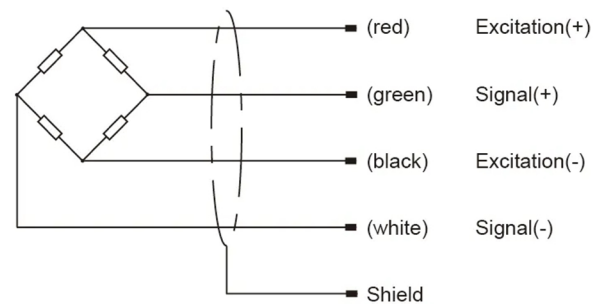 (red) Excitation(+)
(green) Signal(+)
(black) Excitation(-)
(white) Signal(-)
Shield